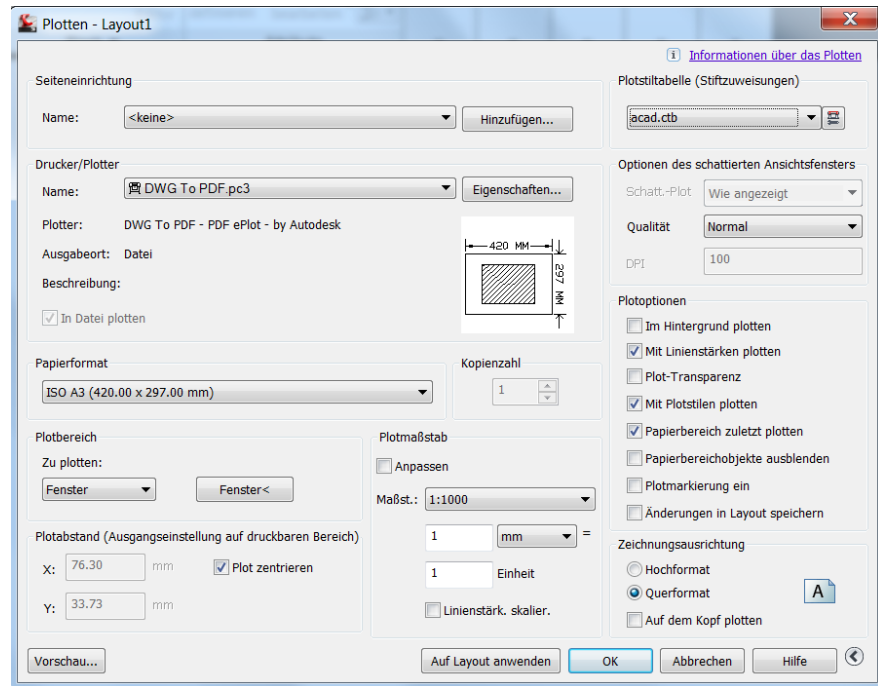 Plotten - Layout1
Informationen über das Plotten
Seiteneinrichtung
Name: <keine> Hinzufügen...
Plotstiltabelle (Stiftzuweisungen)
acad.ctb
Drucker/Plotter
Name: DWG To PDF.pc3 Eigenschaften...
Plotter: DWG To PDF - PDF ePlot - by Autodesk
Ausgabeort: Datei
Beschreibung:
In Datei plotten
420 MM
297 MM
Optionen des schattierten Ansichtsfensters
Schatt.-Plot Wie angezeigt
Qualität Normal
DPI 100
Papierformat
ISO A3 (420.00 x 297.00 mm)
Kopienzahl
1
Plotoptionen
Im Hintergrund plotten
Mit Linienstärken plotten
Plot-Transparenz
Mit Plotstilen plotten
Papierbereich zuletzt plotten
Papierbereichobjekte ausblenden
Plotmarkierung ein
Änderungen in Layout speichern
Plotbereich
Zu plotten:
Fenster Fenster<
Plotmaßstab
Anpassen
Maßst.: 1:1000
1 mm =
1 Einheit
Linienstärk. skalier.
Plotabstand (Ausgangseinstellung auf druckbaren Bereich)
X: 76.30 mm Plot zentrieren
Y: 33.73 mm
Zeichnungsausrichtung
Hochformat
Querformat
A
Auf dem Kopf plotten
Vorschau... Auf Layout anwenden OK Abbrechen Hilfe